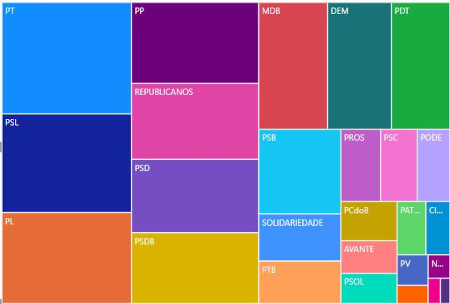 PT
PSL
PL
PP
REPUBLICANOS
PSD
PSDB
MDB
DEM
PDT
PSB
SOLIDARIEDADE
PTB
PROS
PSC
PODE
PCdoB
AVANTE
PSOL
PAT...
CI...
PV
N...